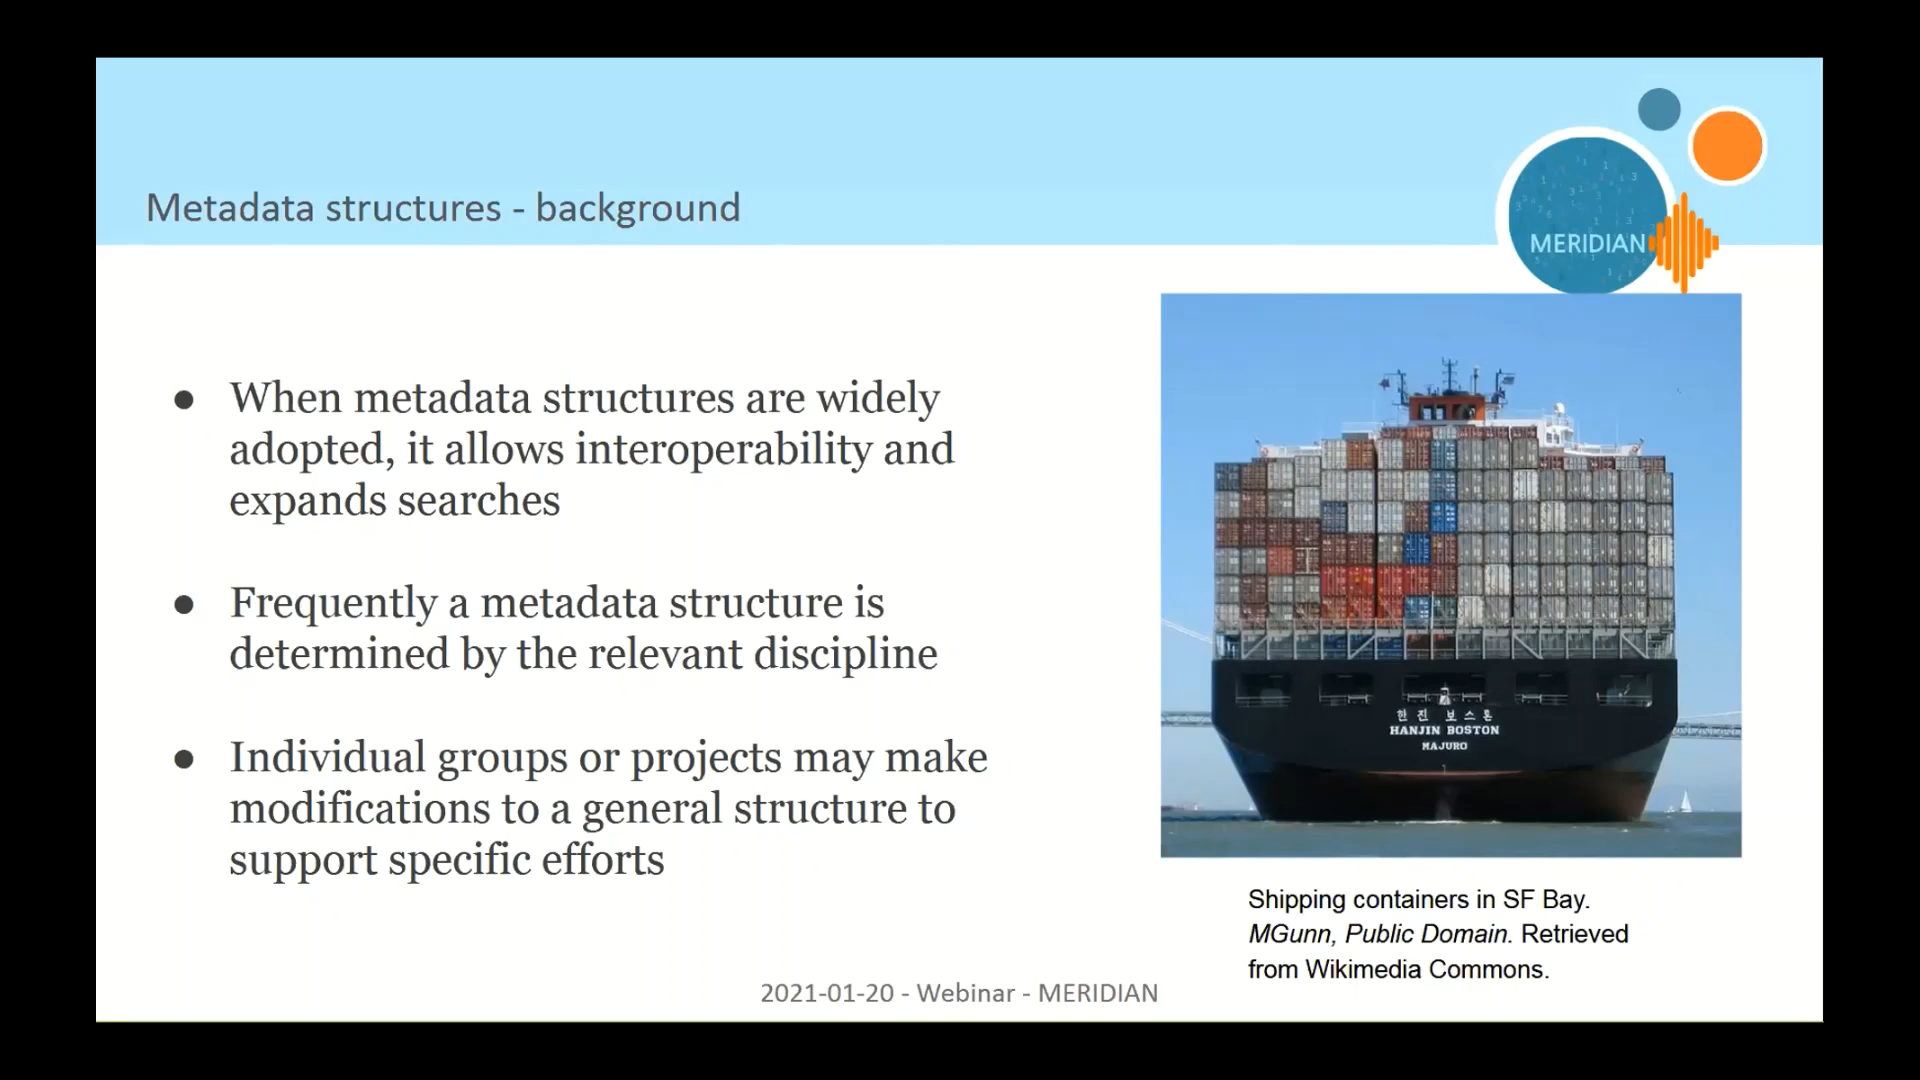 Metadata structures - background
MERIDIAN
● When metadata structures are widely
adopted, it allows interoperability and
expands searches
● Frequently a metadata structure is
determined by the relevant discipline
● Individual groups or projects may make
modifications to a general structure to
support specific efforts
한진 보스톤
HANJIN BOSTON
MAJURO
Shipping containers in SF Bay.
MGunn, Public Domain. Retrieved
from Wikimedia Commons.
2021-01-20 - Webinar - MERIDIAN